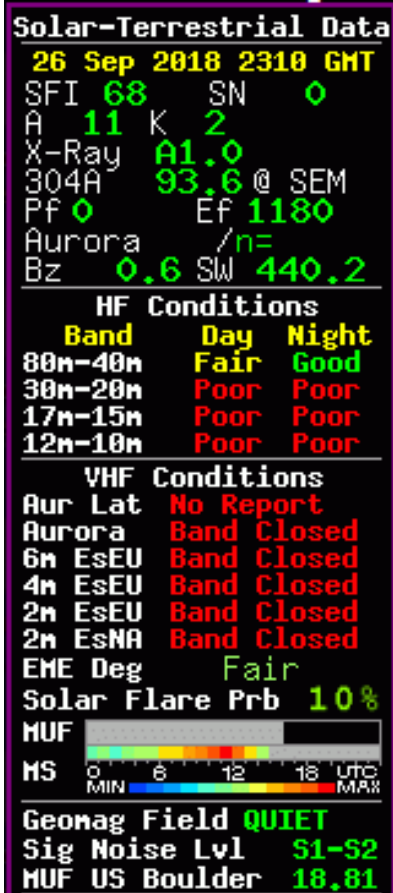 Solar-Terrestrial Data
26 Sep 2018 2310 GMT
SFI 68 SN 0
A 11 K 2
X-Ray A1.0
304A 93.6 @ SEM
Pf 0 Ef 1180
Aurora /n=
Bz 0.6 SW 440.2
HF Conditions
Band Day Night
80m-40m Fair Good
30m-20m Poor Poor
17m-15m Poor Poor
12m-10m Poor Poor
VHF Conditions
Aur Lat No Report
Aurora Band Closed
6m EsEU Band Closed
4m EsEU Band Closed
2m EsEU Band Closed
2m EsNA Band Closed
EME Deg Fair
Solar Flare Prb 10%
MUF
MS 0 6 12 18 UTC
MIN MAX
Geomag Field QUIET
Sig Noise Lvl S1-S2
MUF US Boulder 18.81